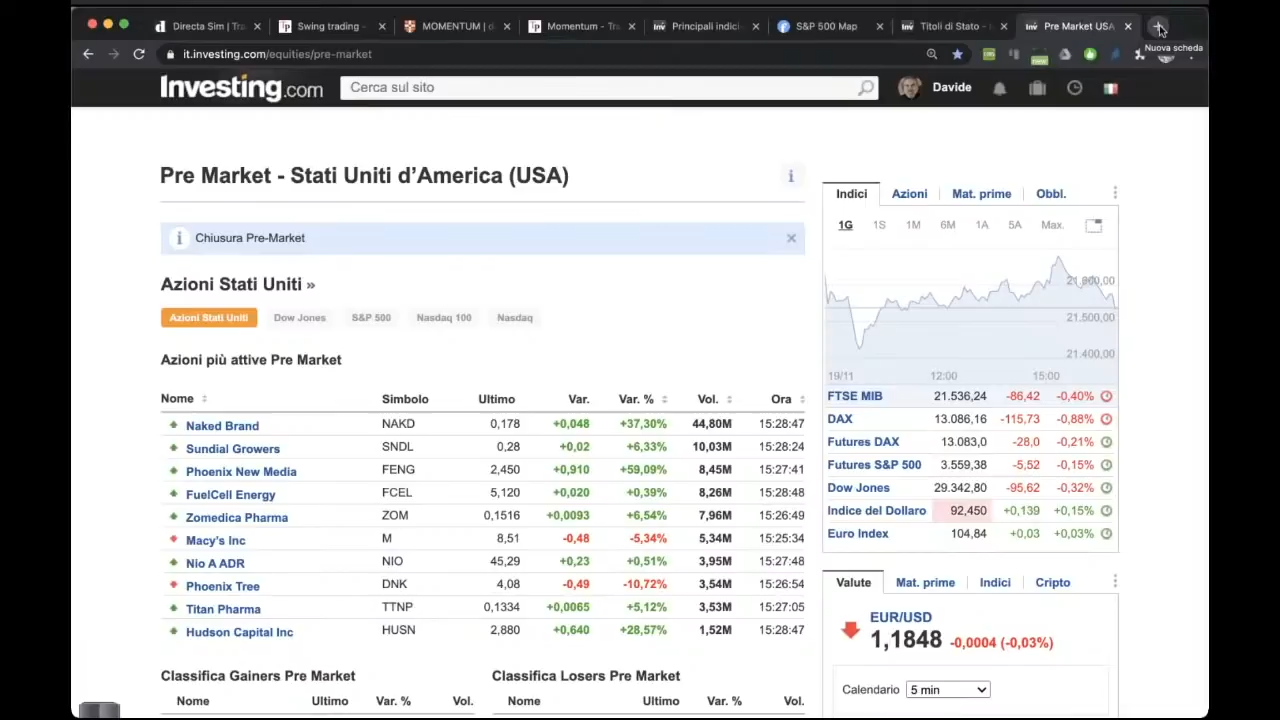 Directa Sim | Tra
Swing trading -
MOMENTUM | d
Momentum - Tra
Principali indici
S&P 500 Map
Titoli di Stato -
Pre Market USA
Nuova scheda
it.investing.com/equities/pre-market
new
Investing.com
Cerca sul sito
Davide
Pre Market - Stati Uniti d’America (USA)
Chiusura Pre-Market
Azioni Stati Uniti »
Azioni Stati Uniti Dow Jones S&P 500 Nasdaq 100 Nasdaq
Azioni più attive Pre Market
Nome Simbolo Ultimo Var. Var. % Vol. Ora
Naked Brand NAKD 0,178 +0,048 +37,30% 44,80M 15:28:47
Sundial Growers SNDL 0,28 +0,02 +6,33% 10,03M 15:28:24
Phoenix New Media FENG 2,450 +0,910 +59,09% 8,45M 15:27:41
FuelCell Energy FCEL 5,120 +0,020 +0,39% 8,26M 15:28:48
Zomedica Pharma ZOM 0,1516 +0,0093 +6,54% 7,96M 15:26:49
Macy's Inc M 8,51 -0,48 -5,34% 5,34M 15:25:34
Nio A ADR NIO 45,29 +0,23 +0,51% 3,95M 15:27:48
Phoenix Tree DNK 4,08 -0,49 -10,72% 3,54M 15:26:54
Titan Pharma TTNP 0,1334 +0,0065 +5,12% 3,53M 15:27:05
Hudson Capital Inc HUSN 2,880 +0,640 +28,57% 1,52M 15:28:47
Classifica Gainers Pre Market
Nome Ultimo Var. % Vol.
Classifica Losers Pre Market
Nome Ultimo Var. % Vol.
Indici Azioni Mat. prime Obbl.
1G 1S 1M 6M 1A 5A Max.
21.600,00
21.500,00
21.400,00
19/11 12:00 15:00
FTSE MIB 21.536,24 -86,42 -0,40%
DAX 13.086,16 -115,73 -0,88%
Futures DAX 13.083,0 -28,0 -0,21%
Futures S&P 500 3.559,38 -5,52 -0,15%
Dow Jones 29.342,80 -95,62 -0,32%
Indice del Dollaro 92,450 +0,139 +0,15%
Euro Index 104,84 +0,03 +0,03%
Valute Mat. prime Indici Cripto
EUR/USD
1,1848 -0,0004 (-0,03%)
Calendario 5 min